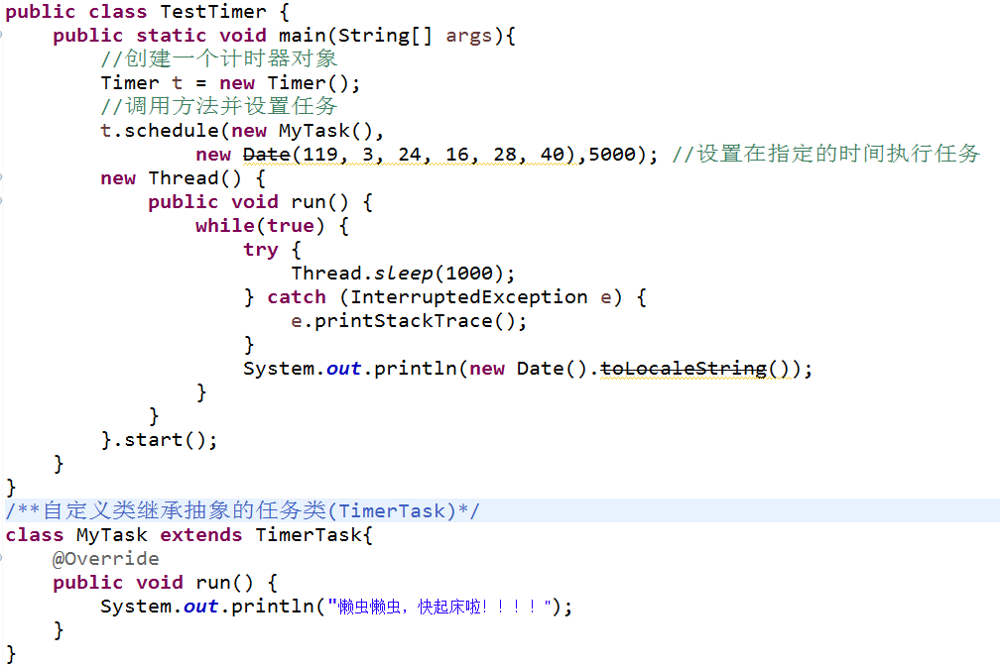 public class TestTimer {
    public static void main(String[] args){
        //创建一个计时器对象
        Timer t = new Timer();
        //调用方法并设置任务
        t.schedule(new MyTask(),
                new Date(119, 3, 24, 16, 28, 40),5000); //设置在指定的时间执行任务
        new Thread() {
            public void run() {
                while(true) {
                    try {
                        Thread.sleep(1000);
                    } catch (InterruptedException e) {
                        e.printStackTrace();
                    }
                    System.out.println(new Date().toLocaleString());
                }
            }
        }.start();
    }
}
/**自定义类继承抽象的任务类(TimerTask)*/
class MyTask extends TimerTask{
    @Override
    public void run() {
        System.out.println("懒虫懒虫，快起床啦！！！！");
    }
}